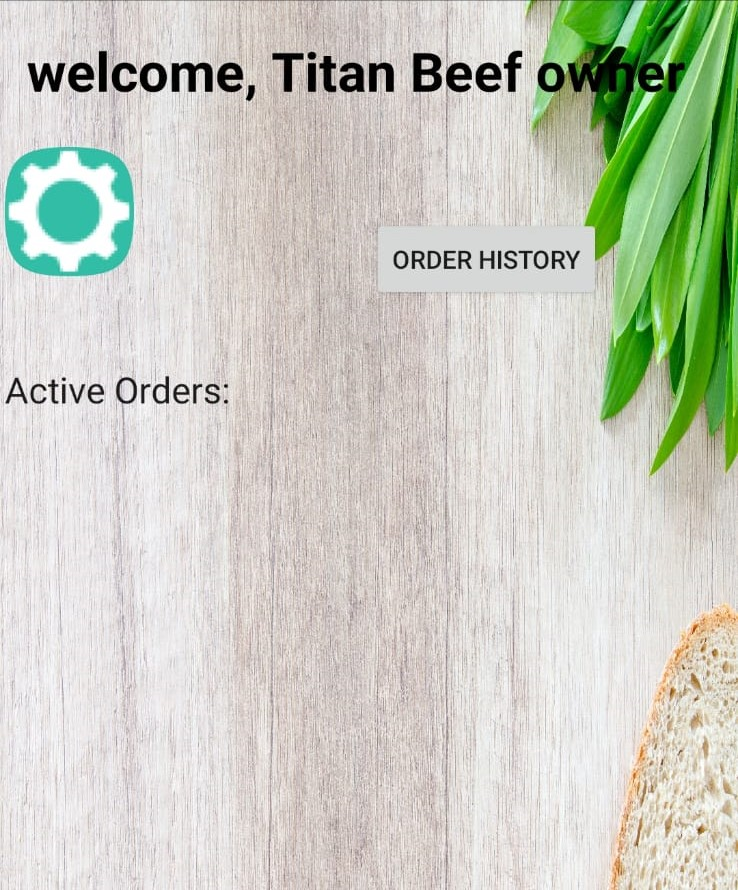 welcome, Titan Beef owner
ORDER HISTORY
Active Orders: